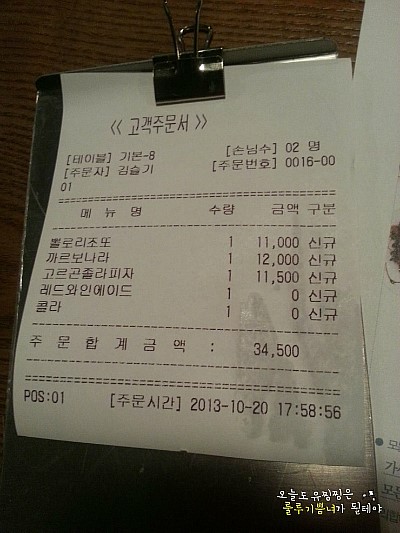 << 고객주문서 >>
[테이블] 기본-8 [손님수] 02 명
[주문자] 김슬기 [주문번호] 0016-00
01
메 뉴 명 수량 금액 구분
뽈로리조또 1 11,000 신규
까르보나라 1 12,000 신규
고르곤졸라피자 1 11,500 신규
레드와인에이드 1 0 신규
콜라 1 0 신규
주 문 합 계 금 액 : 34,500
POS:01 [주문시간] 2013-10-20 17:58:56
오늘도유찡찡은
룰루기쁨너가 될테야